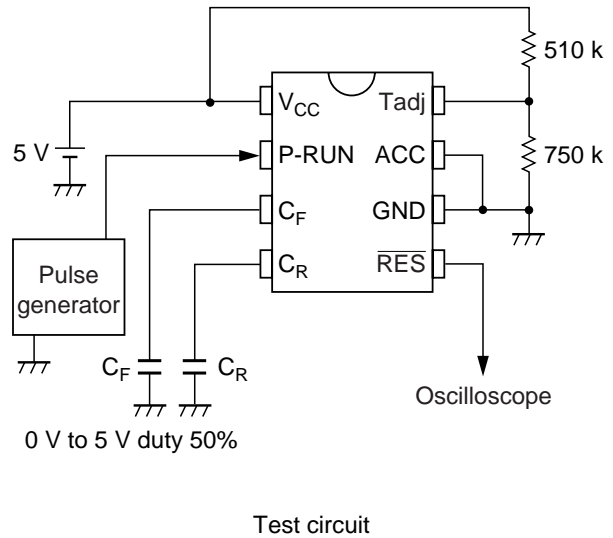 510 k
V_CC
Tadj
5 V
P-RUN
ACC
750 k
C_F
GND
C_R
R̅E̅S̅
Pulse
generator
C_F
C_R
Oscilloscope
0 V to 5 V duty 50%
Test circuit